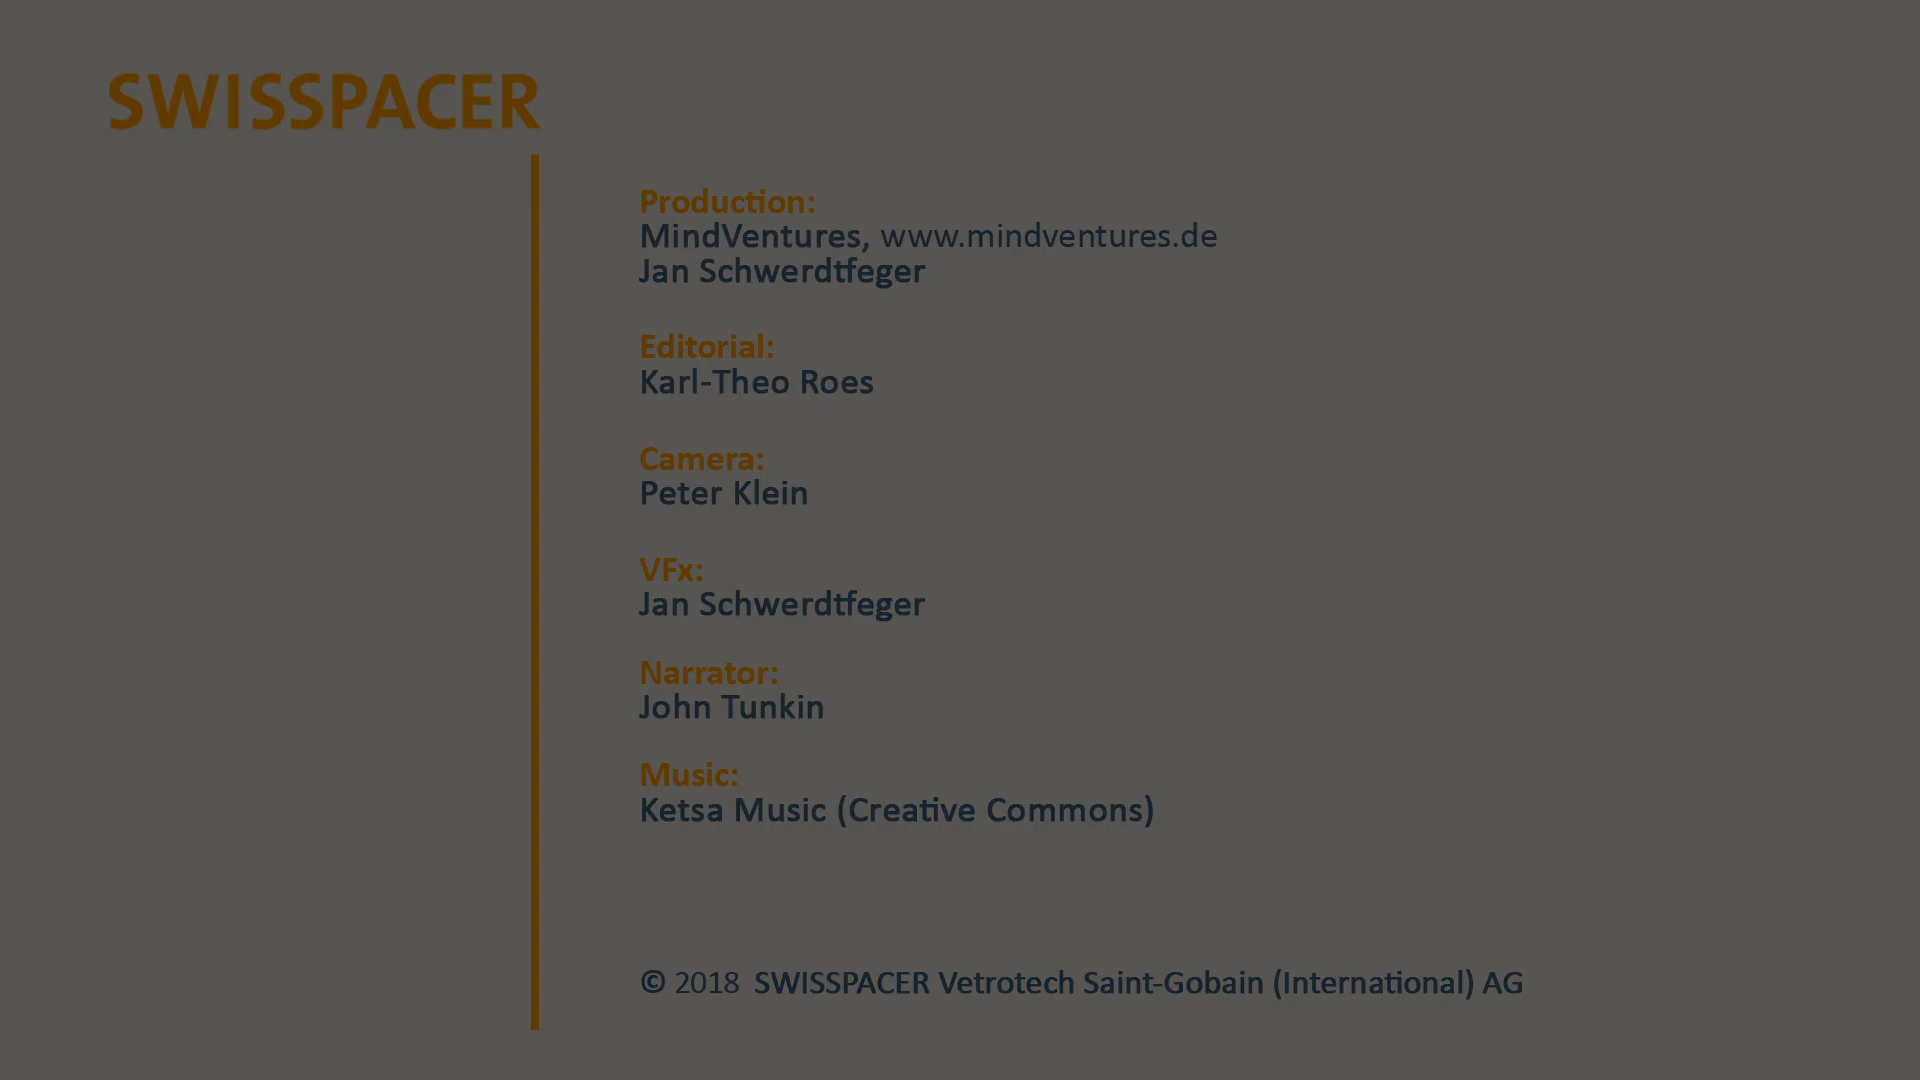 SWISSPACER
Production:
MindVentures, www.mindventures.de
Jan Schwerdtfeger
Editorial:
Karl-Theo Roes
Camera:
Peter Klein
VFx:
Jan Schwerdtfeger
Narrator:
John Tunkin
Music:
Ketsa Music (Creative Commons)
© 2018 SWISSPACER Vetrotech Saint-Gobain (International) AG